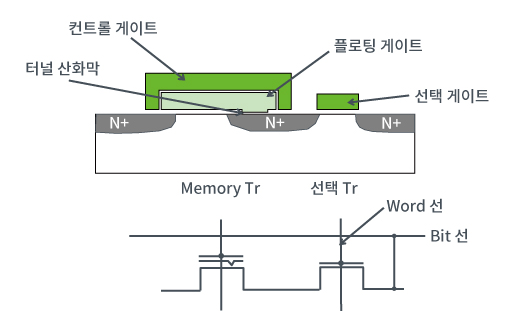 컨트롤 게이트
플로팅 게이트
터널 산화막
선택 게이트
N+
N+
N+
Memory Tr
선택 Tr
Word 선
Bit 선